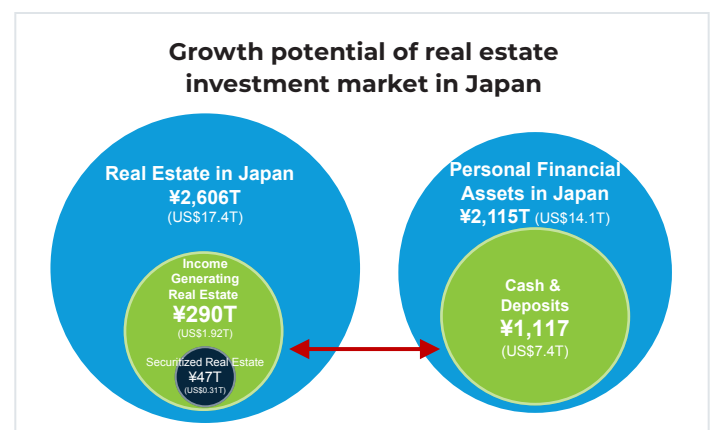 Growth potential of real estate
investment market in Japan
Real Estate in Japan
¥2,606T
(US$17.4T)
Income
Generating
Real Estate
¥290T
(US$1.92T)
Securitized Real Estate
¥47T
(US$0.31T)
Personal Financial
Assets in Japan
¥2,115T (US$14.1T)
Cash &
Deposits
¥1,117
(US$7.4T)